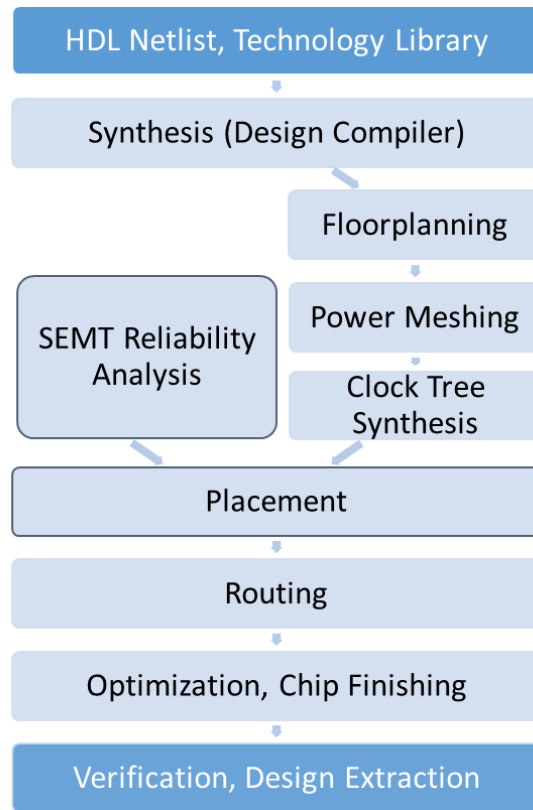 HDL Netlist, Technology Library
Synthesis (Design Compiler)
Floorplanning
SEMT Reliability
Analysis
Power Meshing
Clock Tree
Synthesis
Placement
Routing
Optimization, Chip Finishing
Verification, Design Extraction